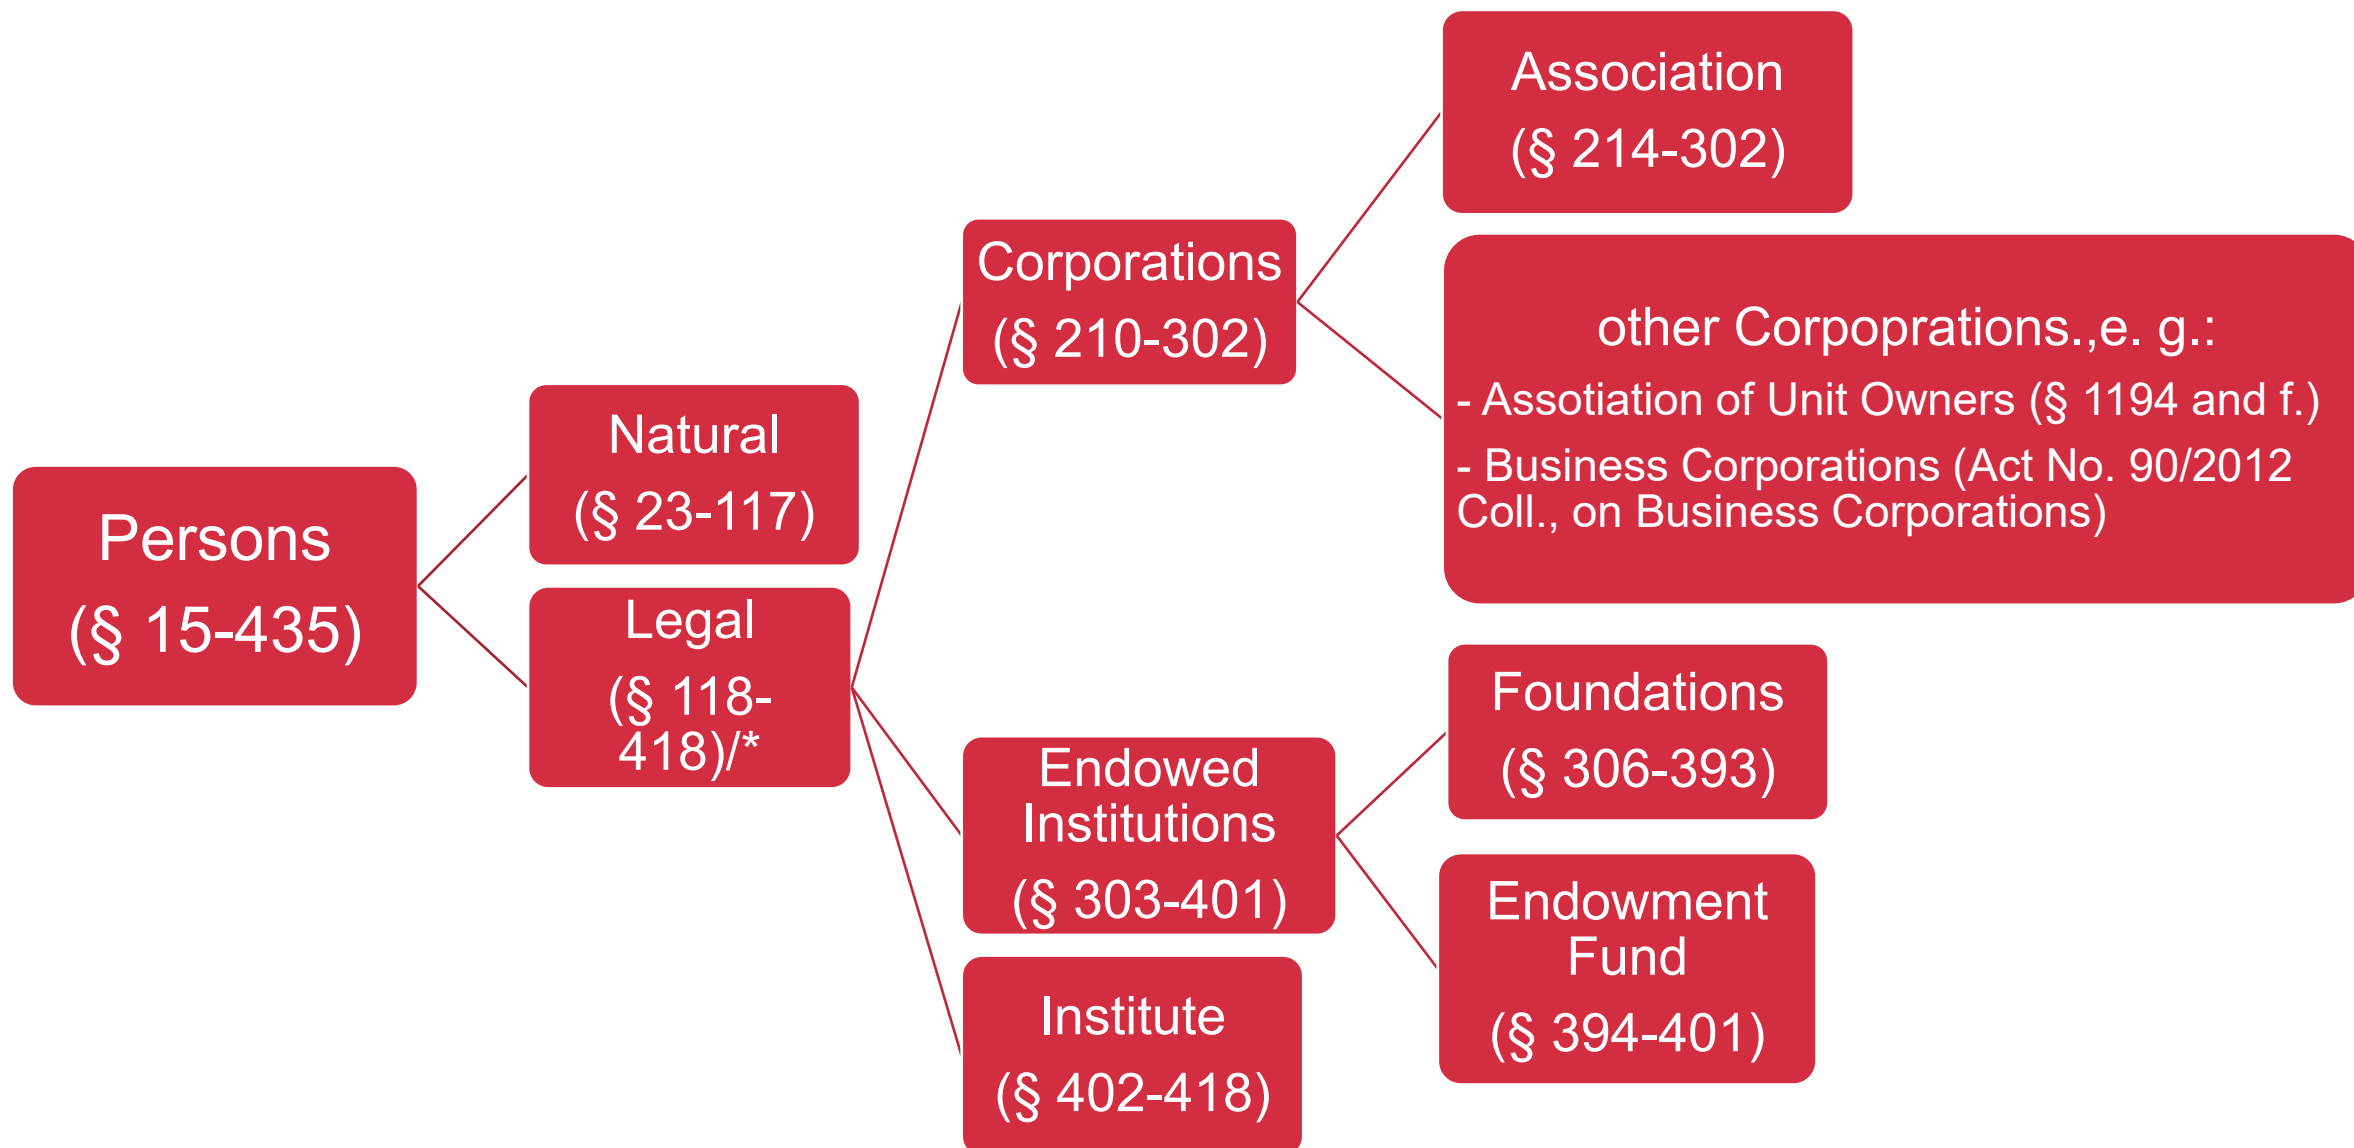 Persons
(§ 15-435)
Natural
(§ 23-117)
Legal
(§ 118-
418)/*
Corporations
(§ 210-302)
Endowed
Institutions
(§ 303-401)
Institute
(§ 402-418)
Association
(§ 214-302)
other Corpoprations.,e. g.:
- Assotiation of Unit Owners (§ 1194 and f.)
- Business Corporations (Act No. 90/2012
Coll., on Business Corporations)
Foundations
(§ 306-393)
Endowment
Fund
(§ 394-401)